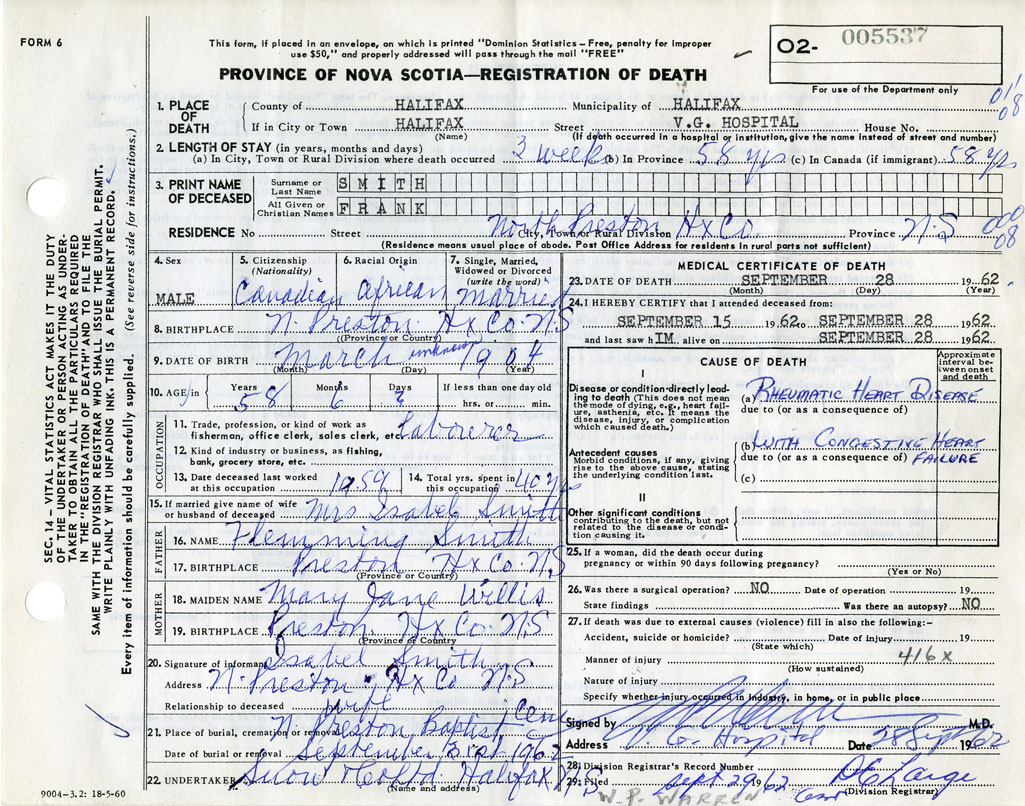 FORM 6
This form, if placed in an envelope, on which is printed "Dominion Statistics – Free, penalty for improper
use $50," and properly addressed will pass through the mail "FREE"
O2- 005537
PROVINCE OF NOVA SCOTIA—REGISTRATION OF DEATH
For use of the Department only
01
08
1. PLACE OF DEATH
County of HALIFAX Municipality of HALIFAX
If in City or Town HALIFAX Street V.G. HOSPITAL House No.
(Name) (If death occurred in a hospital or institution, give the name instead of street and number)
2. LENGTH OF STAY (in years, months and days)
(a) In City, Town or Rural Division where death occurred 3 weeks (b) In Province 58 yrs (c) In Canada (if immigrant) 58 yrs
3. PRINT NAME OF DECEASED
Surname or Last Name SMITH
All Given or Christian Names FRANK
RESIDENCE No Street North Preston Hx Co. City, Town or Rural Division Province N.S
000
08
(Residence means usual place of abode. Post Office Address for residents in rural parts not sufficient)
4. Sex
MALE
5. Citizenship (Nationality)
Canadian
6. Racial Origin
African
7. Single, Married, Widowed or Divorced (write the word)
Married
8. BIRTHPLACE N. Preston Hx Co. N.S
(Province or Country)
9. DATE OF BIRTH March unknown 1904
(Month) (Day) (Year)
10. AGE Years 58 Months 6 Days If less than one day old hrs. or min.
OCCUPATION
11. Trade, profession, or kind of work as fisherman, office clerk, sales clerk, etc. Laborer
12. Kind of industry or business, as fishing, bank, grocery store, etc.
13. Date deceased last worked at this occupation 1959
14. Total yrs. spent in this occupation 40 yrs
15. If married give name of wife or husband of deceased Mrs Isabel Smith
FATHER
16. NAME Flemming Smith
17. BIRTHPLACE Preston Hx Co. N.S
(Province or Country)
MOTHER
18. MAIDEN NAME Mary Jane Willis
19. BIRTHPLACE Preston Hx Co. N.S
(Province or Country)
20. Signature of informant Isabel Smith
Address N. Preston, Hx Co N.S
Relationship to deceased wife
21. Place of burial, cremation or removal N. Preston Baptist Cem
Date of burial or removal September 1962
22. UNDERTAKER Snow Halifax N.S
(Name and address)
MEDICAL CERTIFICATE OF DEATH
23. DATE OF DEATH SEPTEMBER 28 1962
(Month) (Day) (Year)
24. I HEREBY CERTIFY that I attended deceased from:
SEPTEMBER 15 1962 to SEPTEMBER 28 1962
and last saw hIM alive on SEPTEMBER 28 1962
CAUSE OF DEATH
Approximate interval between onset and death
I
Disease or condition directly leading to death (This does not mean the mode of dying, e.g., heart failure, asthenia, etc. It means the disease, injury, or complication which caused death.)
(a) RHEUMATIC HEART DISEASE
due to (or as a consequence of)
Antecedent causes
Morbid conditions, if any, giving rise to the above cause, stating the underlying condition last.
(b) WITH CONGESTIVE HEART FAILURE
due to (or as a consequence of)
(c)
II
Other significant conditions
contributing to the death, but not related to the disease or condition causing it.
25. If a woman, did the death occur during pregnancy or within 90 days following pregnancy?
(Yes or No)
26. Was there a surgical operation? NO Date of operation 19
State findings Was there an autopsy? NO
27. If death was due to external causes (violence) fill in also the following:–
Accident, suicide or homicide? Date of injury 19
(State which)
Manner of injury 416x
(How sustained)
Nature of injury
Specify whether injury occurred in industry, in home, or in public place
Signed by M.D.
Address V. G. Hospital Date 28 Sept 1962
28. Division Registrar's Record Number
29. Filed Sept 29 1962
(Division Registrar)
W. P. WARREN
SEC. 14 – VITAL STATISTICS ACT MAKES IT THE DUTY
OF THE UNDERTAKER OR PERSON ACTING AS UNDER-
TAKER TO OBTAIN ALL THE PARTICULARS REQUIRED
IN THE "REGISTRATION OF DEATH" AND TO FILE THE
SAME WITH THE DIVISION REGISTRAR WHO SHALL ISSUE THE BURIAL PERMIT.
WRITE PLAINLY WITH UNFADING INK. THIS IS A PERMANENT RECORD.
Every item of information should be carefully supplied. (See reverse side for instructions.)
9004–3.2: 18-5-60